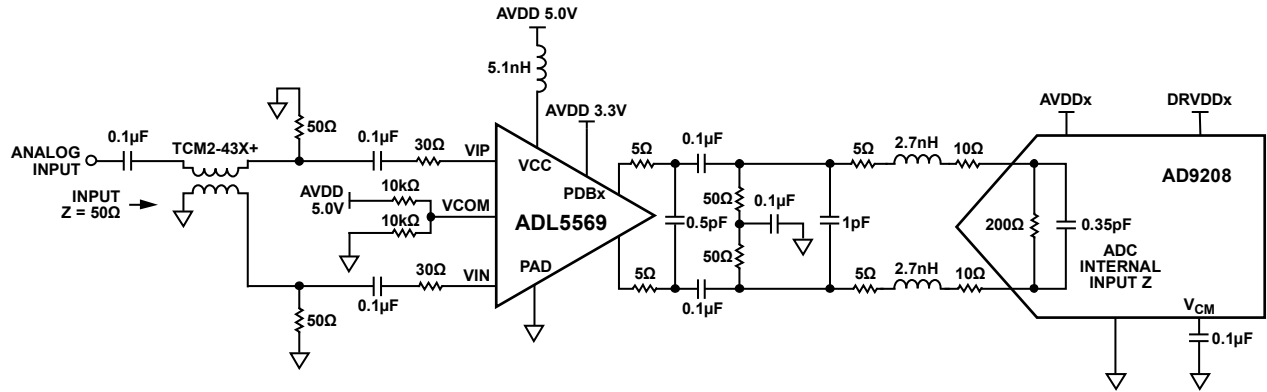 AVDD 5.0V
5.1nH
AVDD 3.3V
AVDDx
DRVDDx
ANALOG
INPUT
0.1µF
TCM2-43X+
50Ω
0.1µF
30Ω
VIP
VCC
PDBx
5Ω
0.1µF
5Ω
2.7nH
10Ω
AD9208
INPUT
Z = 50Ω
AVDD
5.0V
10kΩ
10kΩ
VCOM
ADL5569
0.5pF
50Ω
0.1µF
50Ω
1pF
200Ω
0.35pF
ADC
INTERNAL
INPUT Z
30Ω
VIN
PAD
0.1µF
50Ω
5Ω
0.1µF
5Ω
2.7nH
10Ω
VCM
0.1µF